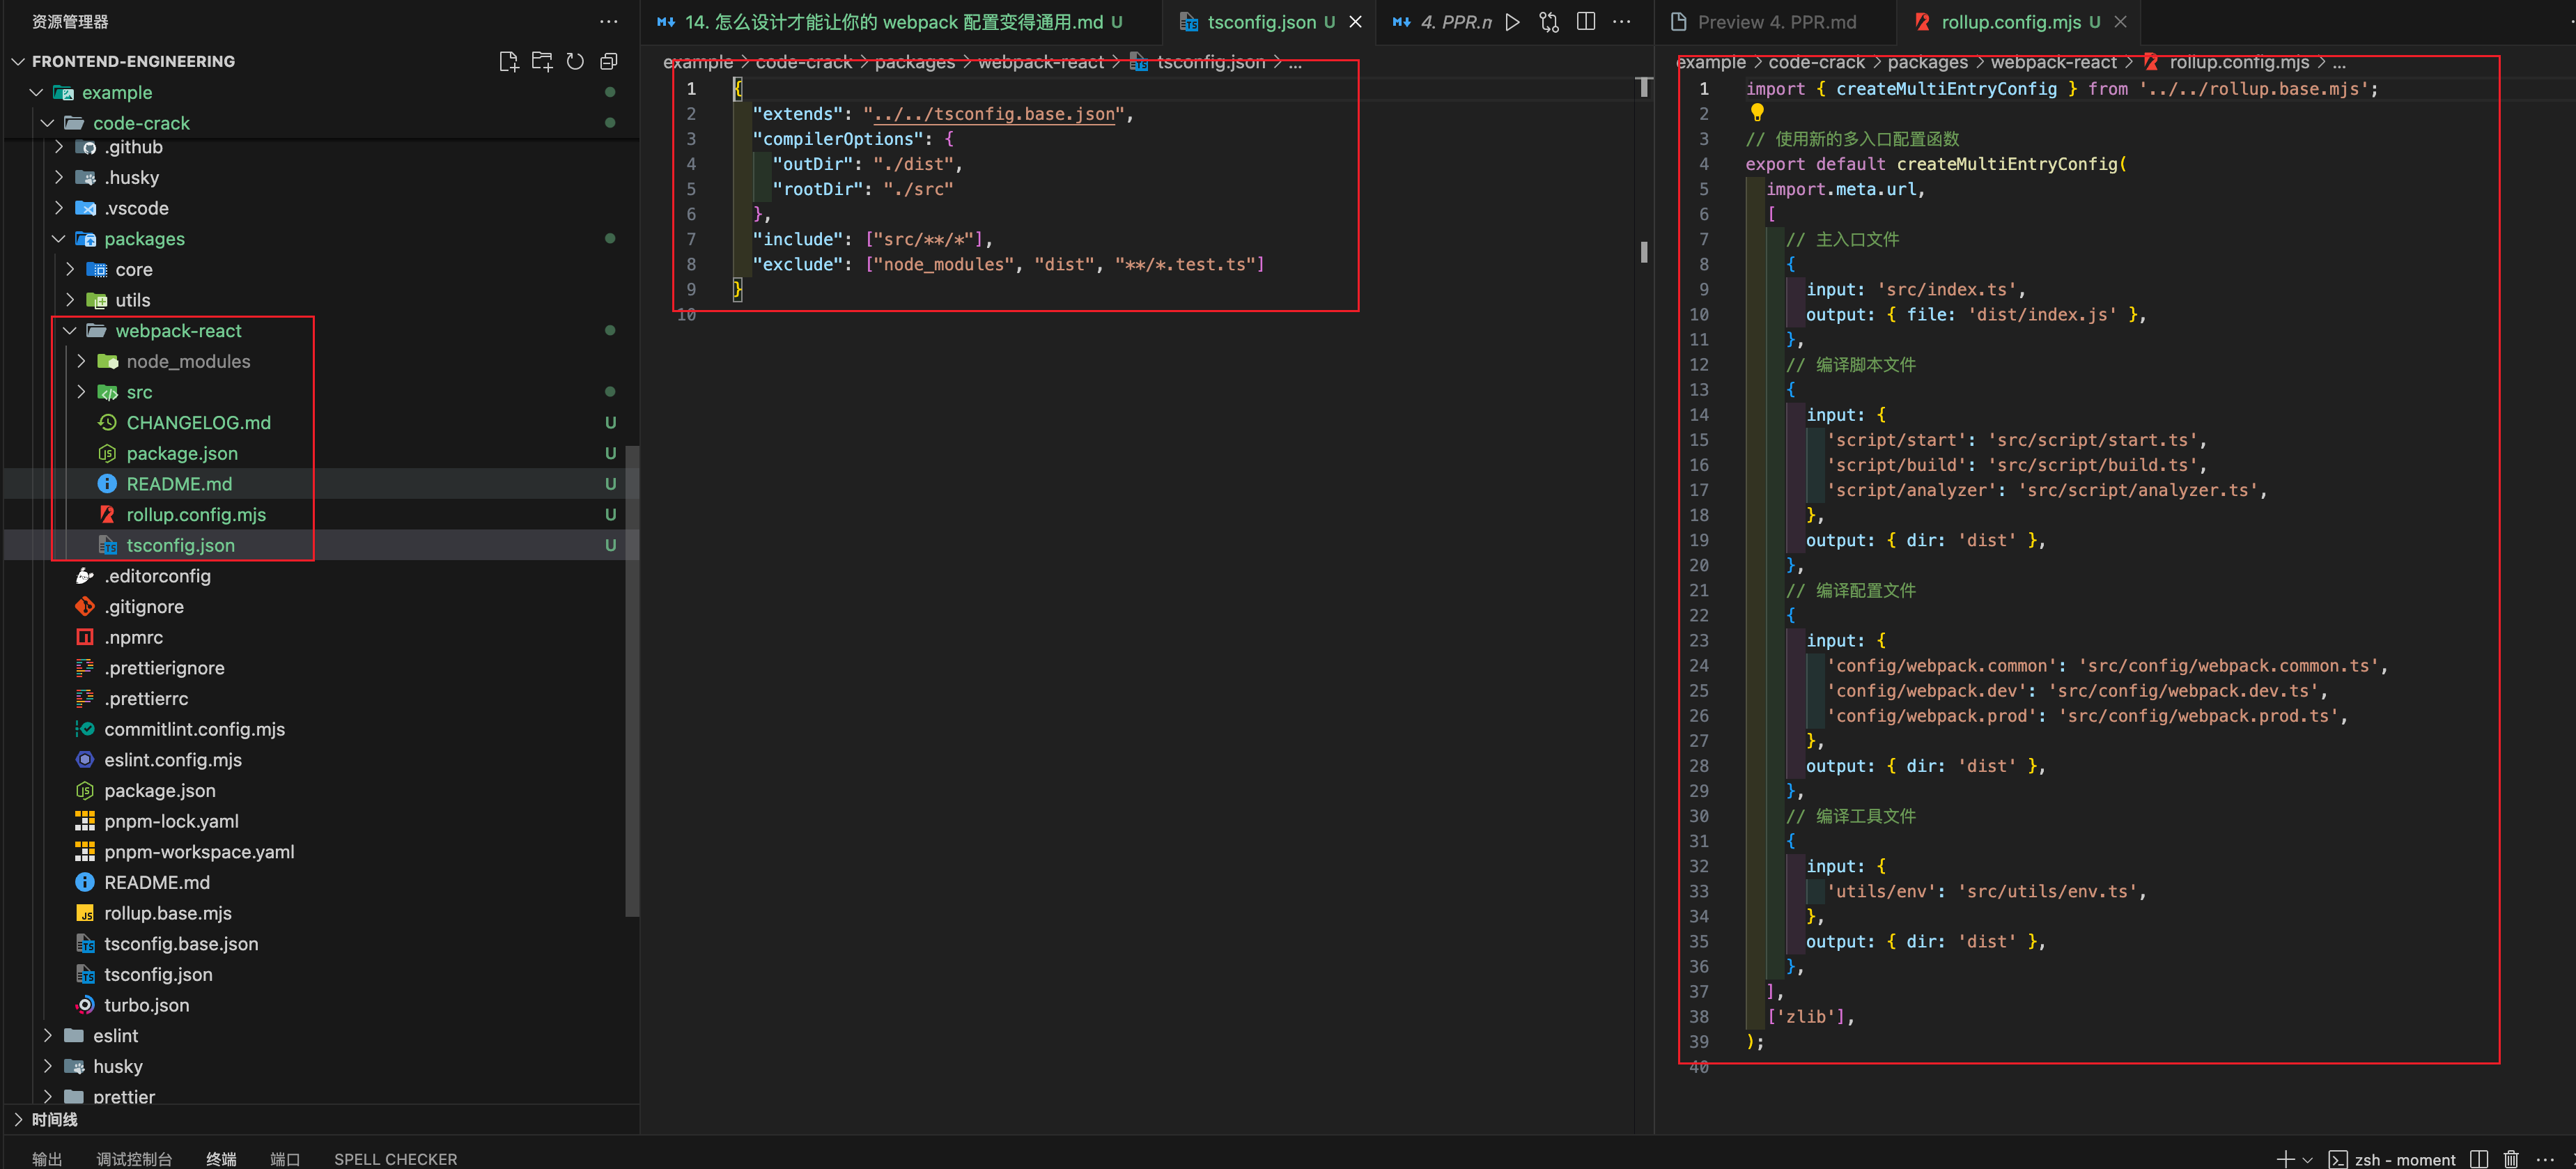 资源管理器
FRONTEND-ENGINEERING
example
code-crack
.github
.husky
.vscode
packages
core
utils
webpack-react
node_modules
src
CHANGELOG.md U
package.json U
README.md U
rollup.config.mjs U
tsconfig.json U
.editorconfig
.gitignore
.npmrc
.prettierignore
.prettierrc
commitlint.config.mjs
eslint.config.mjs
package.json
pnpm-lock.yaml
pnpm-workspace.yaml
README.md
rollup.base.mjs
tsconfig.base.json
tsconfig.json
turbo.json
eslint
husky
prettier
时间线
14. 怎么设计才能让你的 webpack 配置变得通用.md U
tsconfig.json U
4. PPR.n
example > code-crack > packages > webpack-react > tsconfig.json > ...
1 {
2 "extends": "../../tsconfig.base.json",
3 "compilerOptions": {
4 "outDir": "./dist",
5 "rootDir": "./src"
6 },
7 "include": ["src/**/*"],
8 "exclude": ["node_modules", "dist", "**/*.test.ts"]
9 }
10
Preview 4. PPR.md
rollup.config.mjs U
example > code-crack > packages > webpack-react > rollup.config.mjs > ...
1 import { createMultiEntryConfig } from '../../rollup.base.mjs';
2
3 // 使用新的多入口配置函数
4 export default createMultiEntryConfig(
5 import.meta.url,
6 [
7 // 主入口文件
8 {
9 input: 'src/index.ts',
10 output: { file: 'dist/index.js' },
11 },
12 // 编译脚本文件
13 {
14 input: {
15 'script/start': 'src/script/start.ts',
16 'script/build': 'src/script/build.ts',
17 'script/analyzer': 'src/script/analyzer.ts',
18 },
19 output: { dir: 'dist' },
20 },
21 // 编译配置文件
22 {
23 input: {
24 'config/webpack.common': 'src/config/webpack.common.ts',
25 'config/webpack.dev': 'src/config/webpack.dev.ts',
26 'config/webpack.prod': 'src/config/webpack.prod.ts',
27 },
28 output: { dir: 'dist' },
29 },
30 // 编译工具文件
31 {
32 input: {
33 'utils/env': 'src/utils/env.ts',
34 },
35 output: { dir: 'dist' },
36 },
37 ],
38 ['zlib'],
39 );
40
输出 调试控制台 终端 端口 SPELL CHECKER
zsh - moment